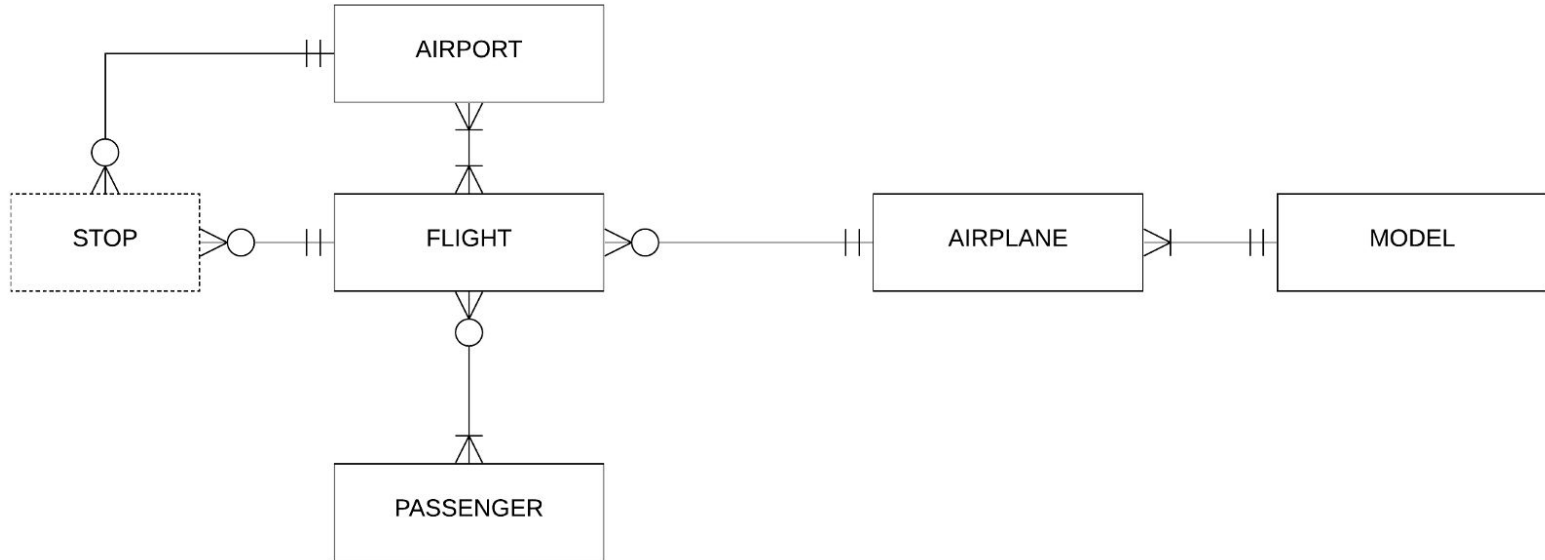 AIRPORT
STOP
FLIGHT
AIRPLANE
MODEL
PASSENGER